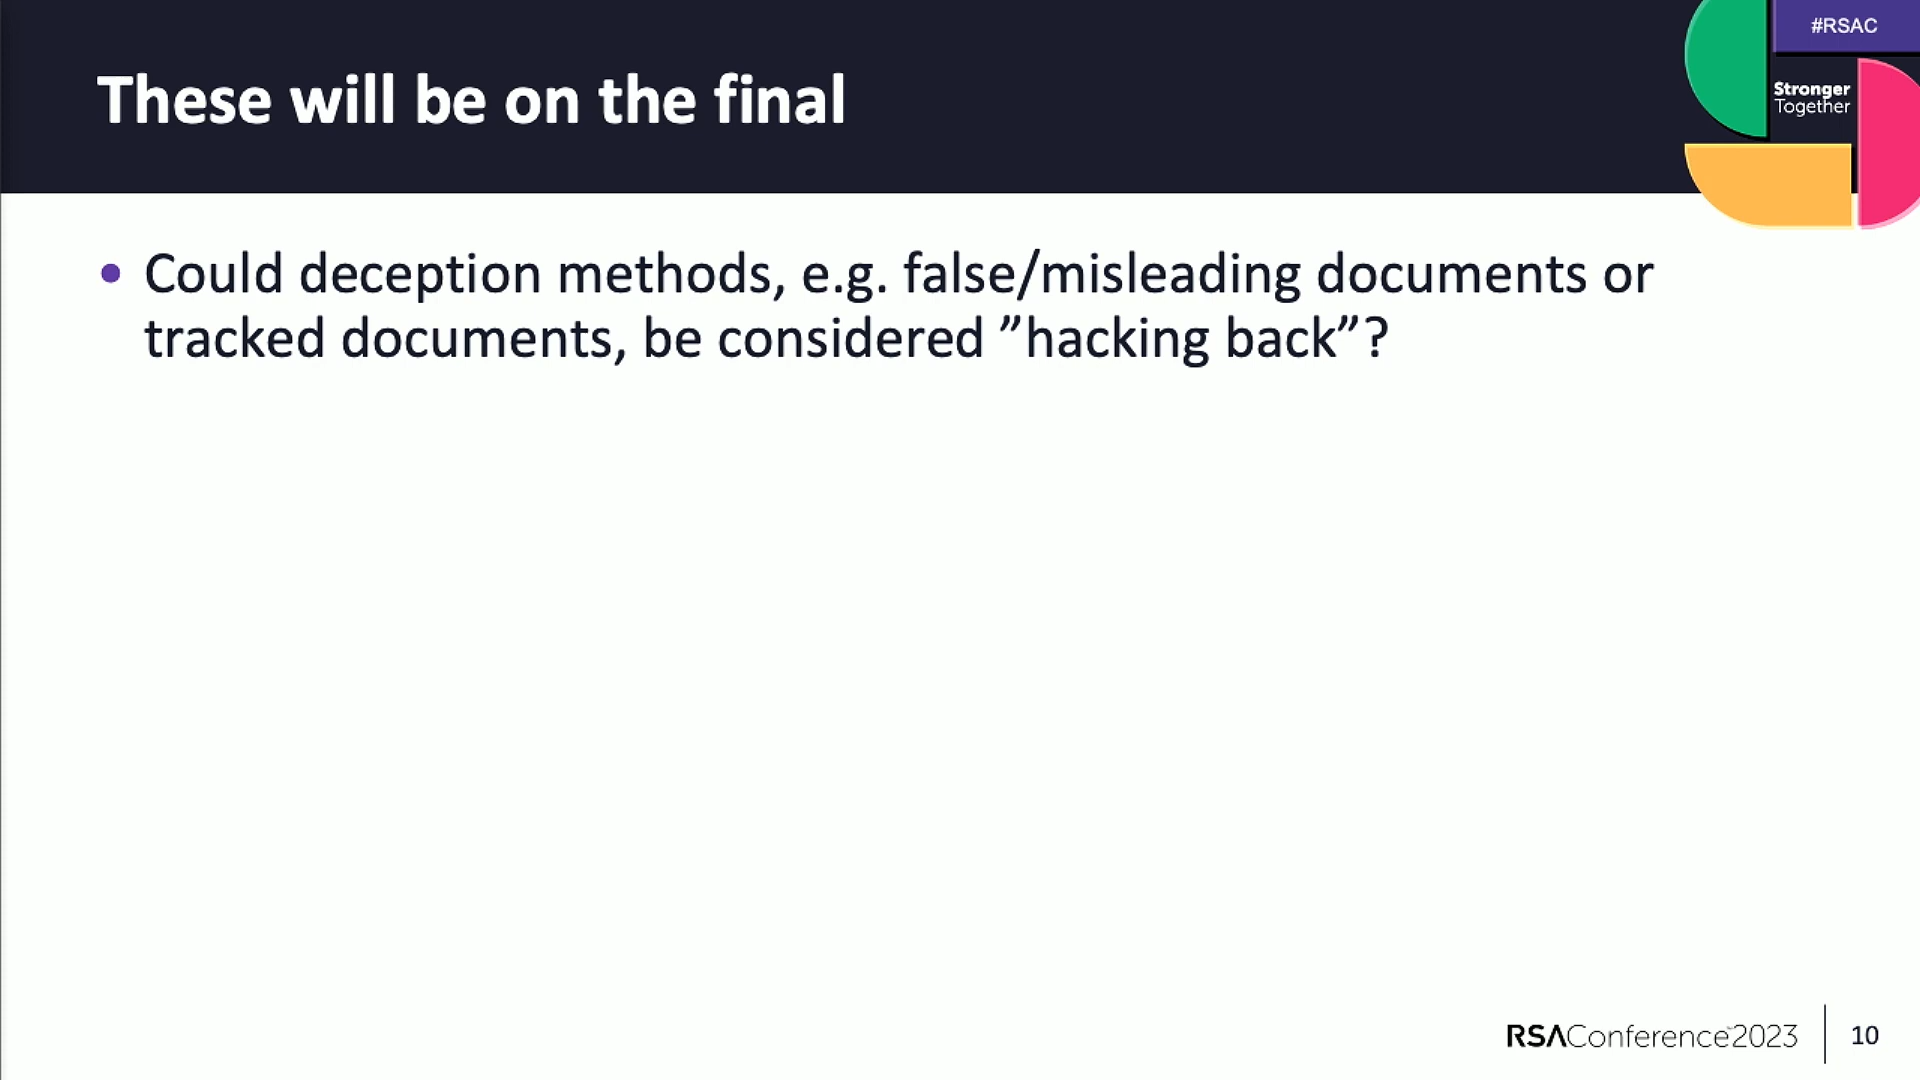 #RSAC
These will be on the final
Stronger
Together
• Could deception methods, e.g. false/misleading documents or
tracked documents, be considered ”hacking back”?
RSAConference™2023
10